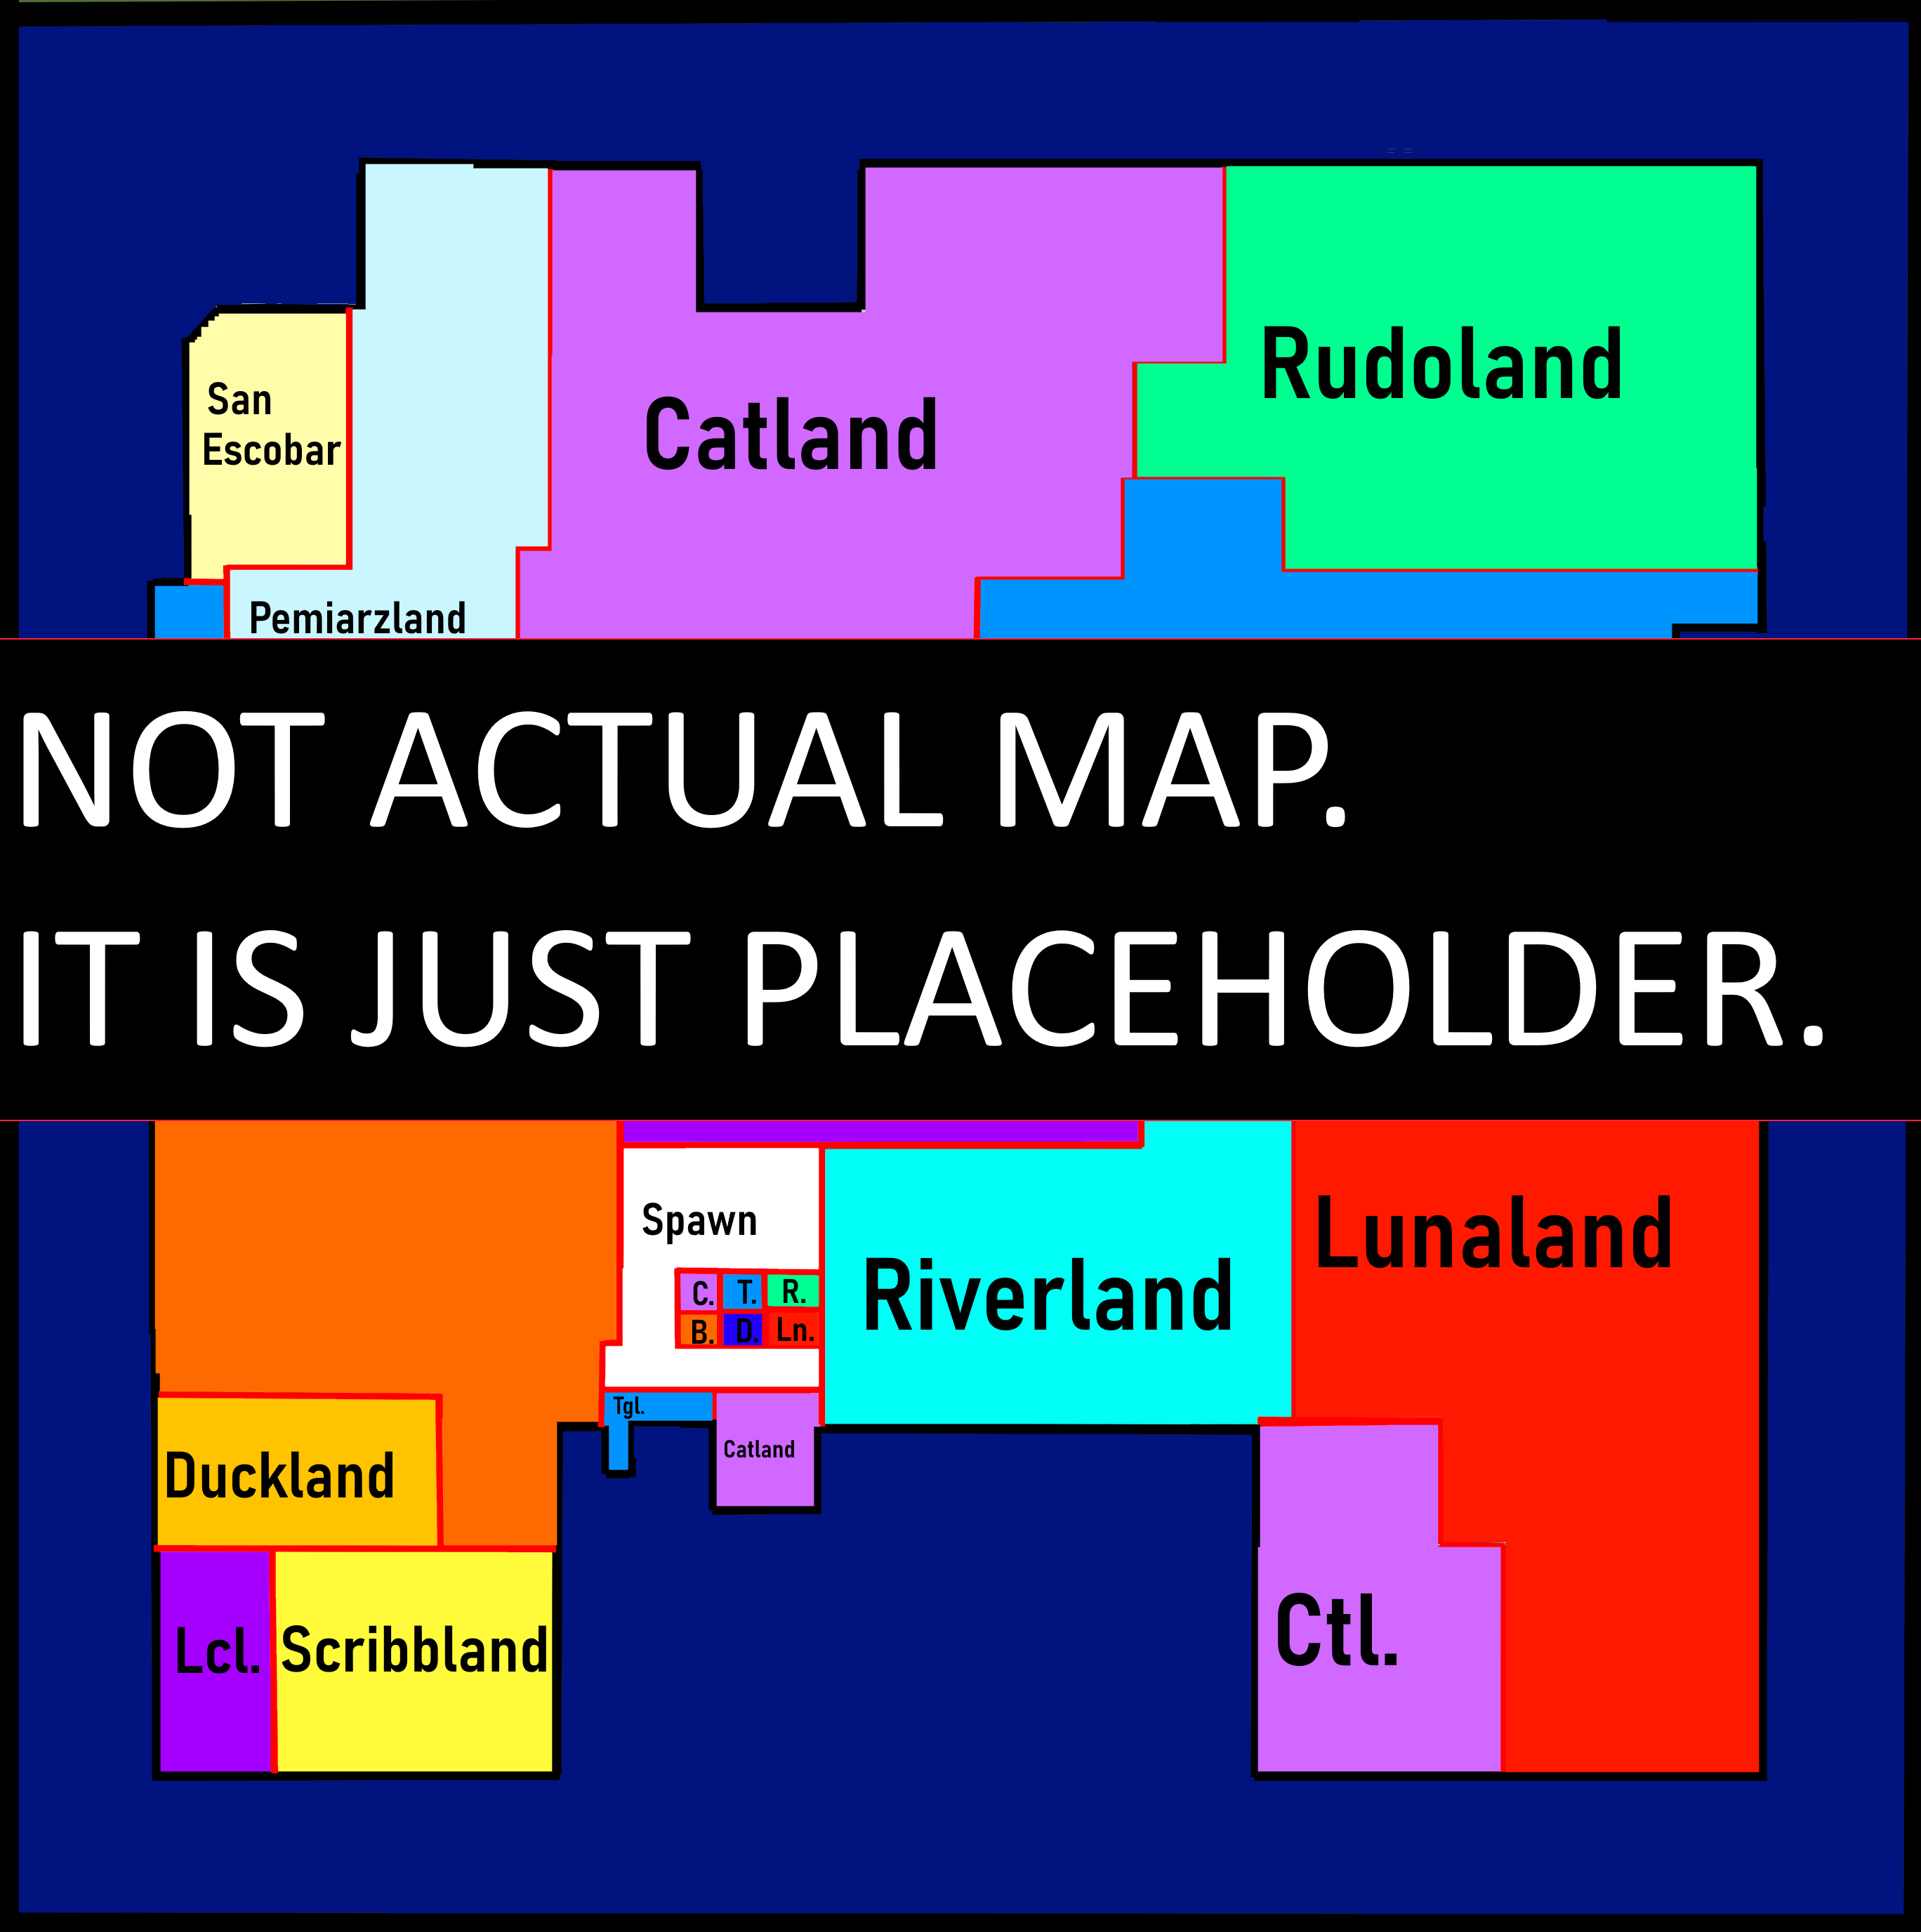 Rudoland
San
Escobar
Catland
Pemiarzland
NOT ACTUAL MAP.
IT IS JUST PLACEHOLDER.
Spawn
Lunaland
Riverland
C. T. R.
B. D. Ln.
Tgl.
Catland
Duckland
Lcl.
Scribbland
Ctl.